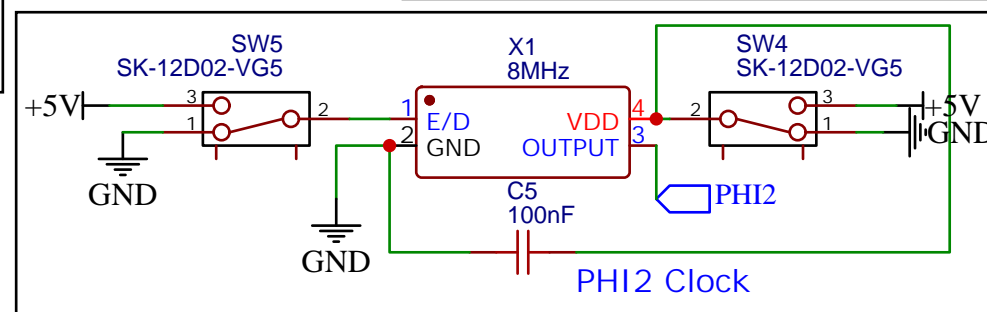 SW5
SK-12D02-VG5
X1
8MHz
SW4
SK-12D02-VG5
+5V
3
1
2
1
2
E/D
GND
VDD
OUTPUT
4
3
2
3
1
+5V
GND
GND
GND
PHI2
C5
100nF
PHI2 Clock